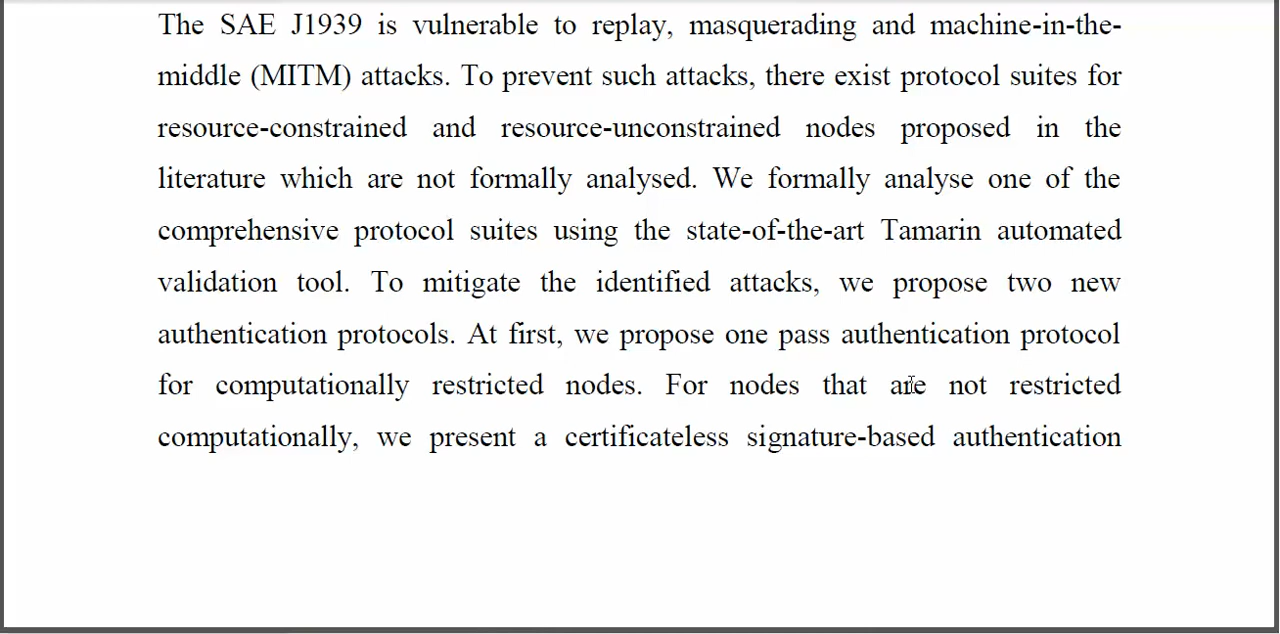 The SAE J1939 is vulnerable to replay, masquerading and machine-in-the-
middle (MITM) attacks. To prevent such attacks, there exist protocol suites for
resource-constrained and resource-unconstrained nodes proposed in the
literature which are not formally analysed. We formally analyse one of the
comprehensive protocol suites using the state-of-the-art Tamarin automated
validation tool. To mitigate the identified attacks, we propose two new
authentication protocols. At first, we propose one pass authentication protocol
for computationally restricted nodes. For nodes that are not restricted
computationally, we present a certificateless signature-based authentication